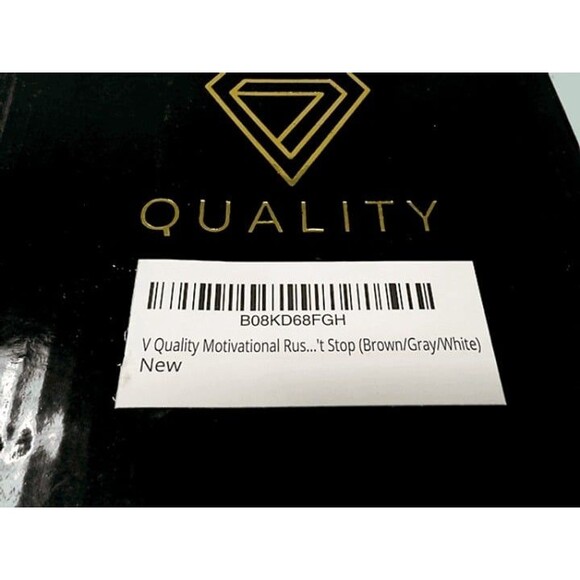 QUALITY
B08KD68FGH
V Quality Motivational Rus...'t Stop (Brown/Gray/White)
New